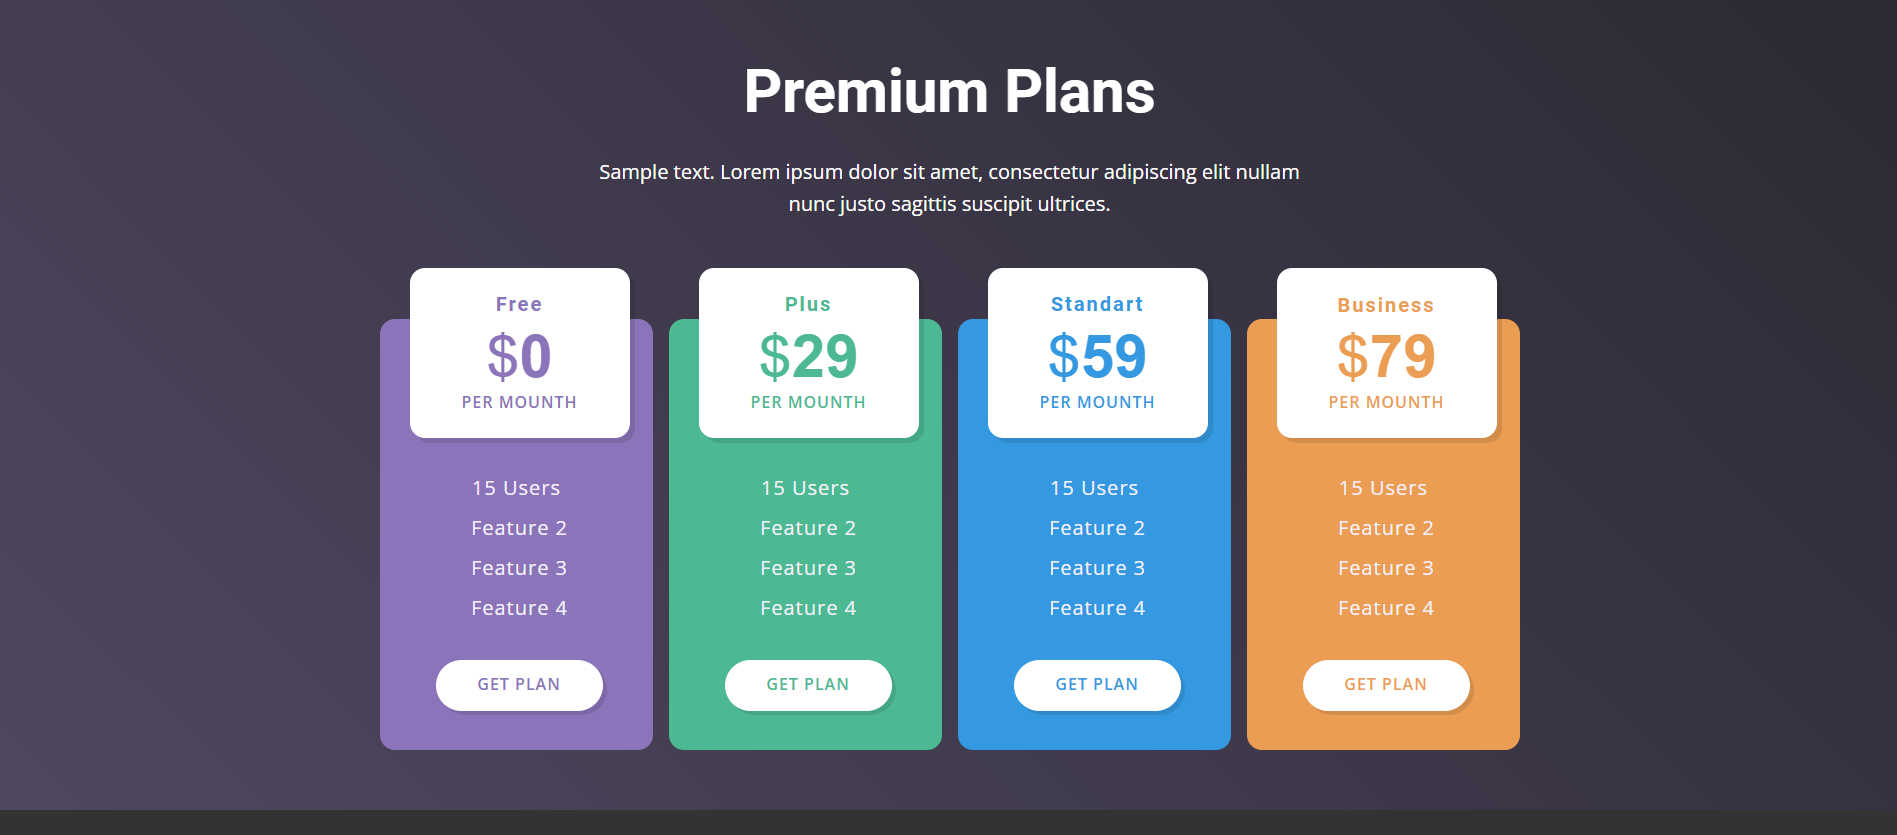 Premium Plans
Sample text. Lorem ipsum dolor sit amet, consectetur adipiscing elit nullam
nunc justo sagittis suscipit ultrices.
Free
$0
PER MOUNTH
15 Users
Feature 2
Feature 3
Feature 4
GET PLAN
Plus
$29
PER MOUNTH
15 Users
Feature 2
Feature 3
Feature 4
GET PLAN
Standart
$59
PER MOUNTH
15 Users
Feature 2
Feature 3
Feature 4
GET PLAN
Business
$79
PER MOUNTH
15 Users
Feature 2
Feature 3
Feature 4
GET PLAN